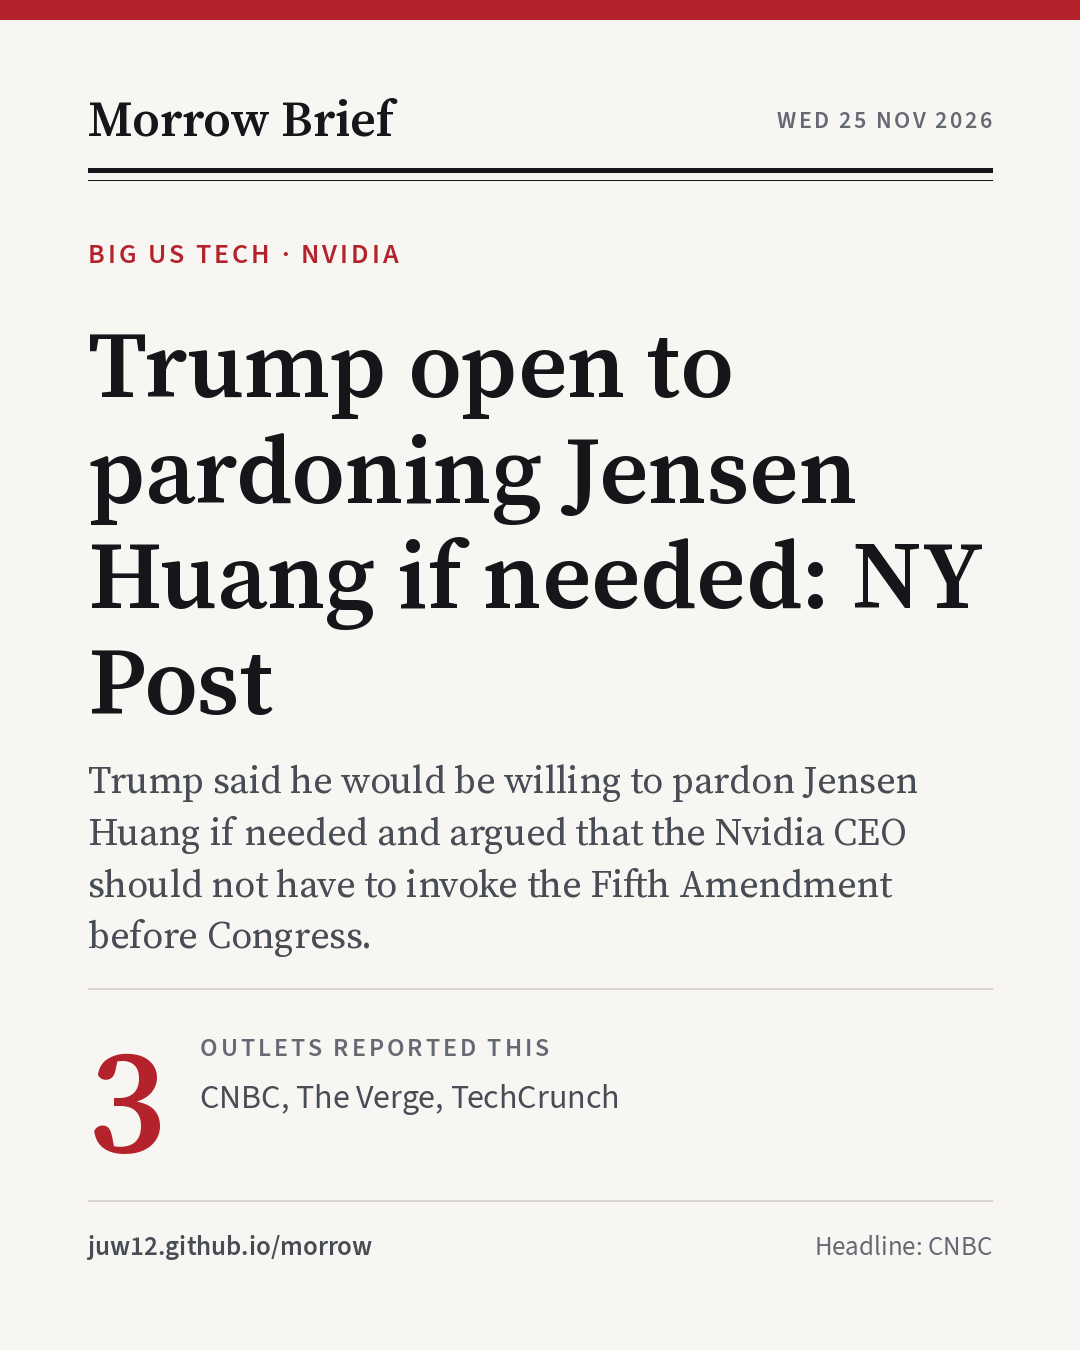 Morrow Brief
WED 25 NOV 2026
BIG US TECH · NVIDIA
Trump open to
pardoning Jensen
Huang if needed: NY
Post
Trump said he would be willing to pardon Jensen
Huang if needed and argued that the Nvidia CEO
should not have to invoke the Fifth Amendment
before Congress.
3
OUTLETS REPORTED THIS
CNBC, The Verge, TechCrunch
juw12.github.io/morrow
Headline: CNBC